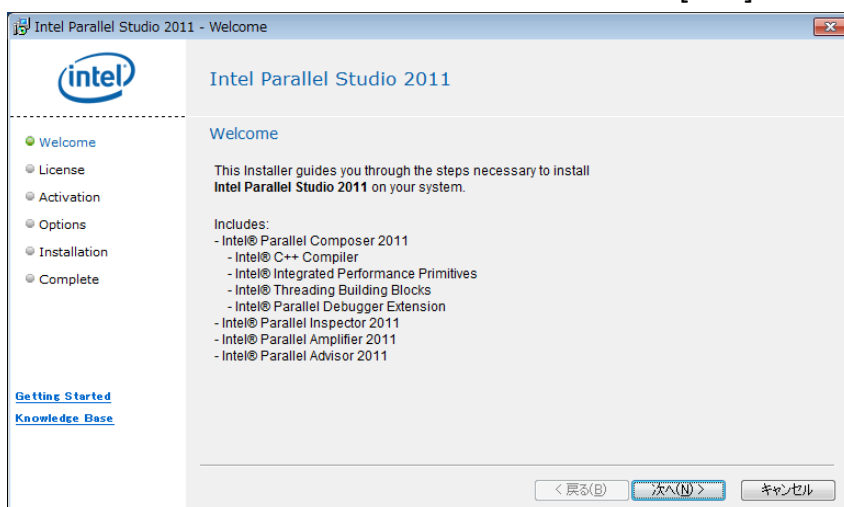 Intel Parallel Studio 2011 - Welcome
intel
Intel Parallel Studio 2011
Welcome
License
Activation
Options
Installation
Complete
Getting Started
Knowledge Base
Welcome
This Installer guides you through the steps necessary to install
Intel Parallel Studio 2011 on your system.
Includes:
- Intel® Parallel Composer 2011
- Intel® C++ Compiler
- Intel® Integrated Performance Primitives
- Intel® Threading Building Blocks
- Intel® Parallel Debugger Extension
- Intel® Parallel Inspector 2011
- Intel® Parallel Amplifier 2011
- Intel® Parallel Advisor 2011
< 戻る(B)
次へ(N) >
キャンセル